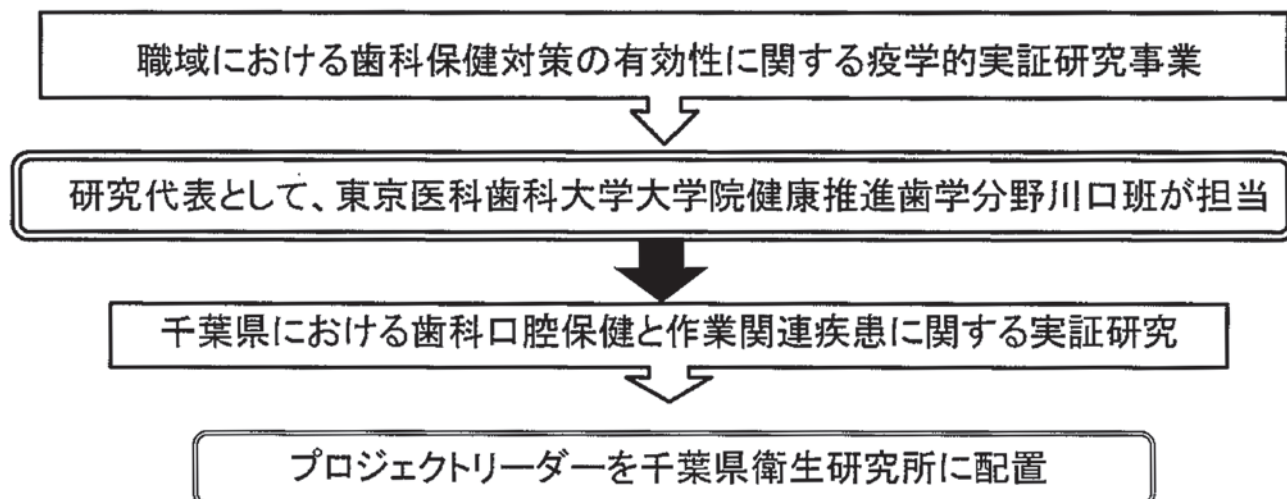 職域における歯科保健対策の有効性に関する疫学的実証研究事業
研究代表として、東京医科歯科大学大学院健康推進歯学分野川口班が担当
千葉県における歯科口腔保健と作業関連疾患に関する実証研究
プロジェクトリーダーを千葉県衛生研究所に配置